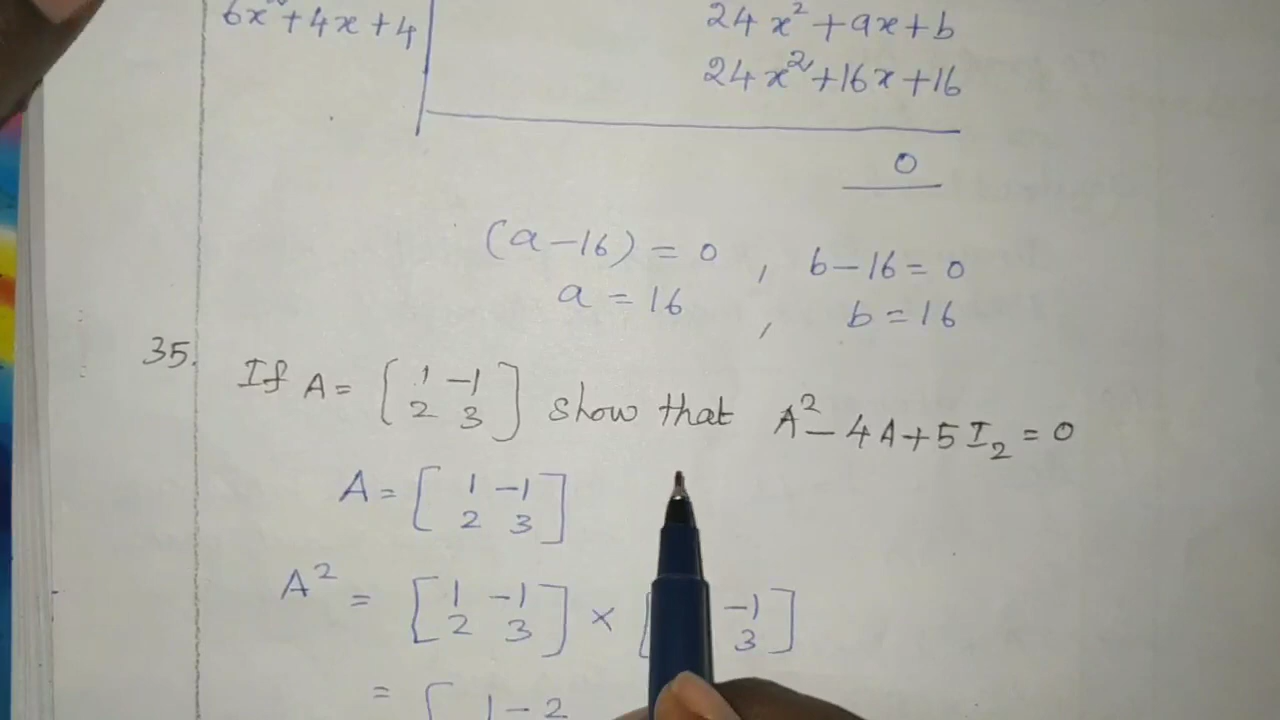 6x²+4x+4 24x²+ax+b
24x²+16x+16
0
(a-16)=0 , b-16=0
a=16 , b=16
35. If A= [1 -1
2 3] show that A²-4A+5I₂=0
A= [1 -1
2 3]
A² = [1 -1
2 3] × [ -1
3]
= [ 1-2